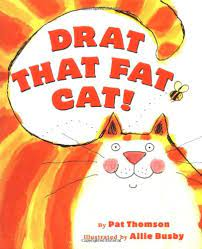 DRAT
THAT FAT
CAT!
By Pat Thomson
Illustrated by Ailie Busby